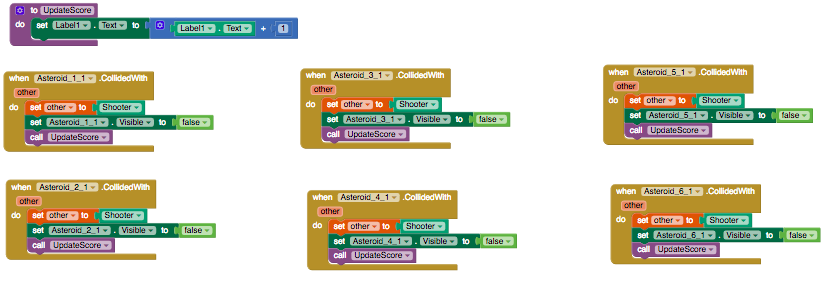 to UpdateScore
do set Label1 . Text to Label1 . Text + 1
when Asteroid_1_1 .CollidedWith
other
do set other to Shooter
set Asteroid_1_1 . Visible to false
call UpdateScore
when Asteroid_3_1 .CollidedWith
other
do set other to Shooter
set Asteroid_3_1 . Visible to false
call UpdateScore
when Asteroid_5_1 .CollidedWith
other
do set other to Shooter
set Asteroid_5_1 . Visible to false
call UpdateScore
when Asteroid_2_1 .CollidedWith
other
do set other to Shooter
set Asteroid_2_1 . Visible to false
call UpdateScore
when Asteroid_4_1 .CollidedWith
other
do set other to Shooter
set Asteroid_4_1 . Visible to false
call UpdateScore
when Asteroid_6_1 .CollidedWith
other
do set other to Shooter
set Asteroid_6_1 . Visible to false
call UpdateScore